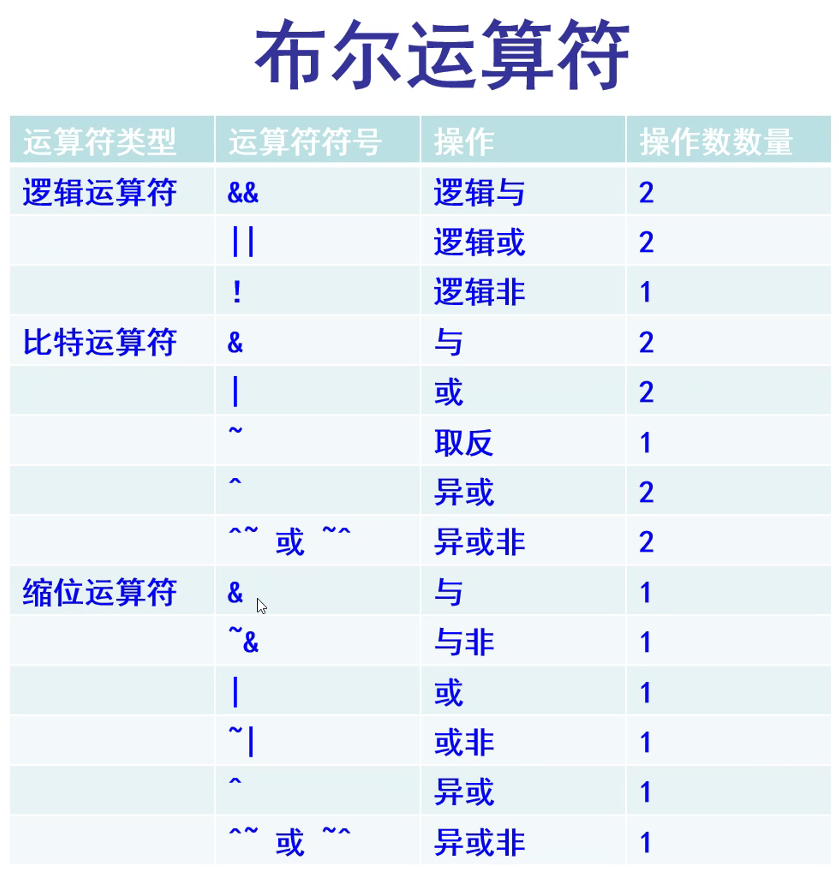 布尔运算符
运算符类型 运算符符号 操作 操作数数量
逻辑运算符 && 逻辑与 2
|| 逻辑或 2
! 逻辑非 1
比特运算符 & 与 2
| 或 2
~ 取反 1
^ 异或 2
^~ 或 ~^ 异或非 2
缩位运算符 & 与 1
~& 与非 1
| 或 1
~| 或非 1
^ 异或 1
^~ 或 ~^ 异或非 1